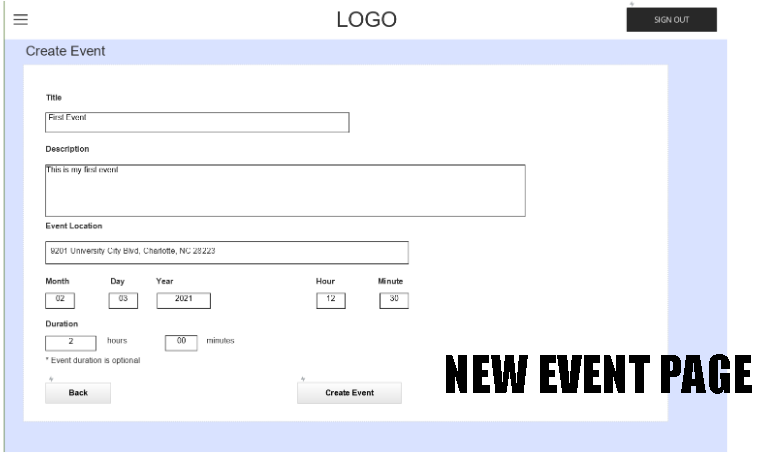 LOGO
SIGN OUT
Create Event
Title
First Event
Description
This is my first event
Event Location
9201 University City Blvd, Charlotte, NC 28223
Month Day Year Hour Minute
02 03 2021 12 30
Duration
2 hours 00 minutes
* Event duration is optional
Back Create Event
NEW EVENT PAGE